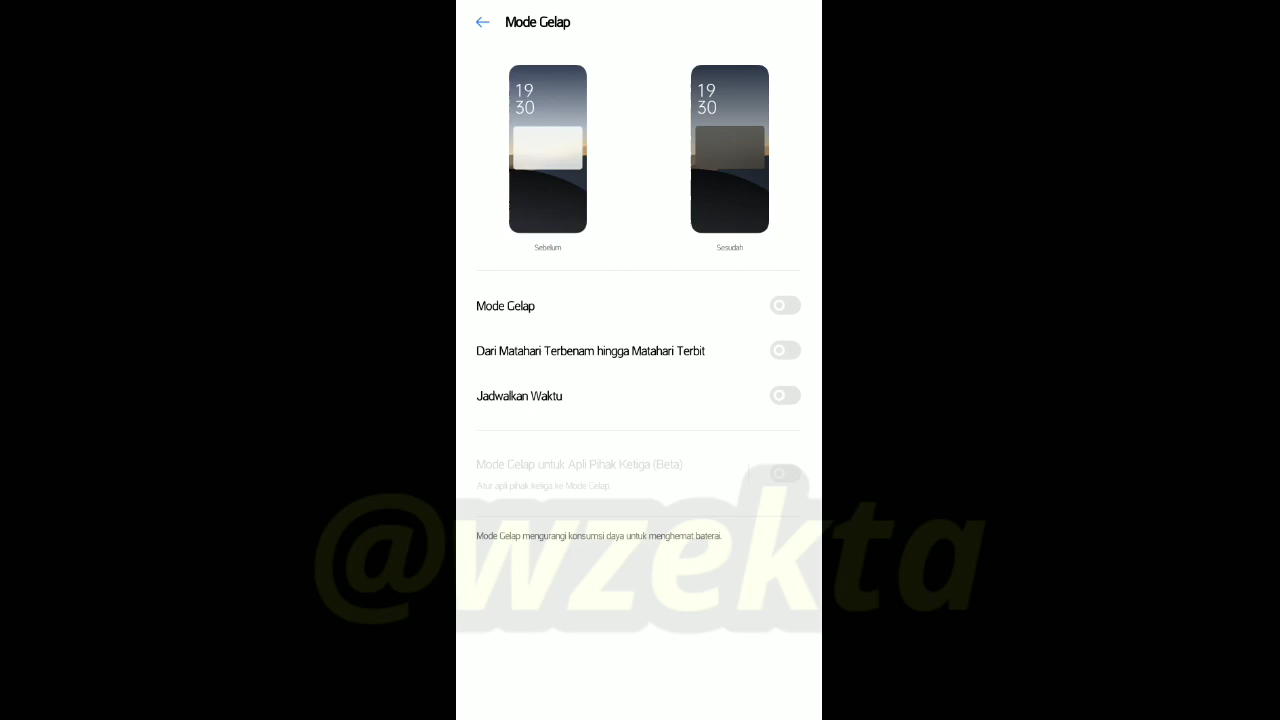 Mode Gelap
19
30
19
30
Sebelum
Sesudah
Mode Gelap
Dari Matahari Terbenam hingga Matahari Terbit
Jadwalkan Waktu
Mode Gelap untuk Apli Pihak Ketiga (Beta)
Atur apli pihak ketiga ke Mode Gelap.
Mode Gelap mengurangi konsumsi daya untuk menghemat baterai.
@wzekta